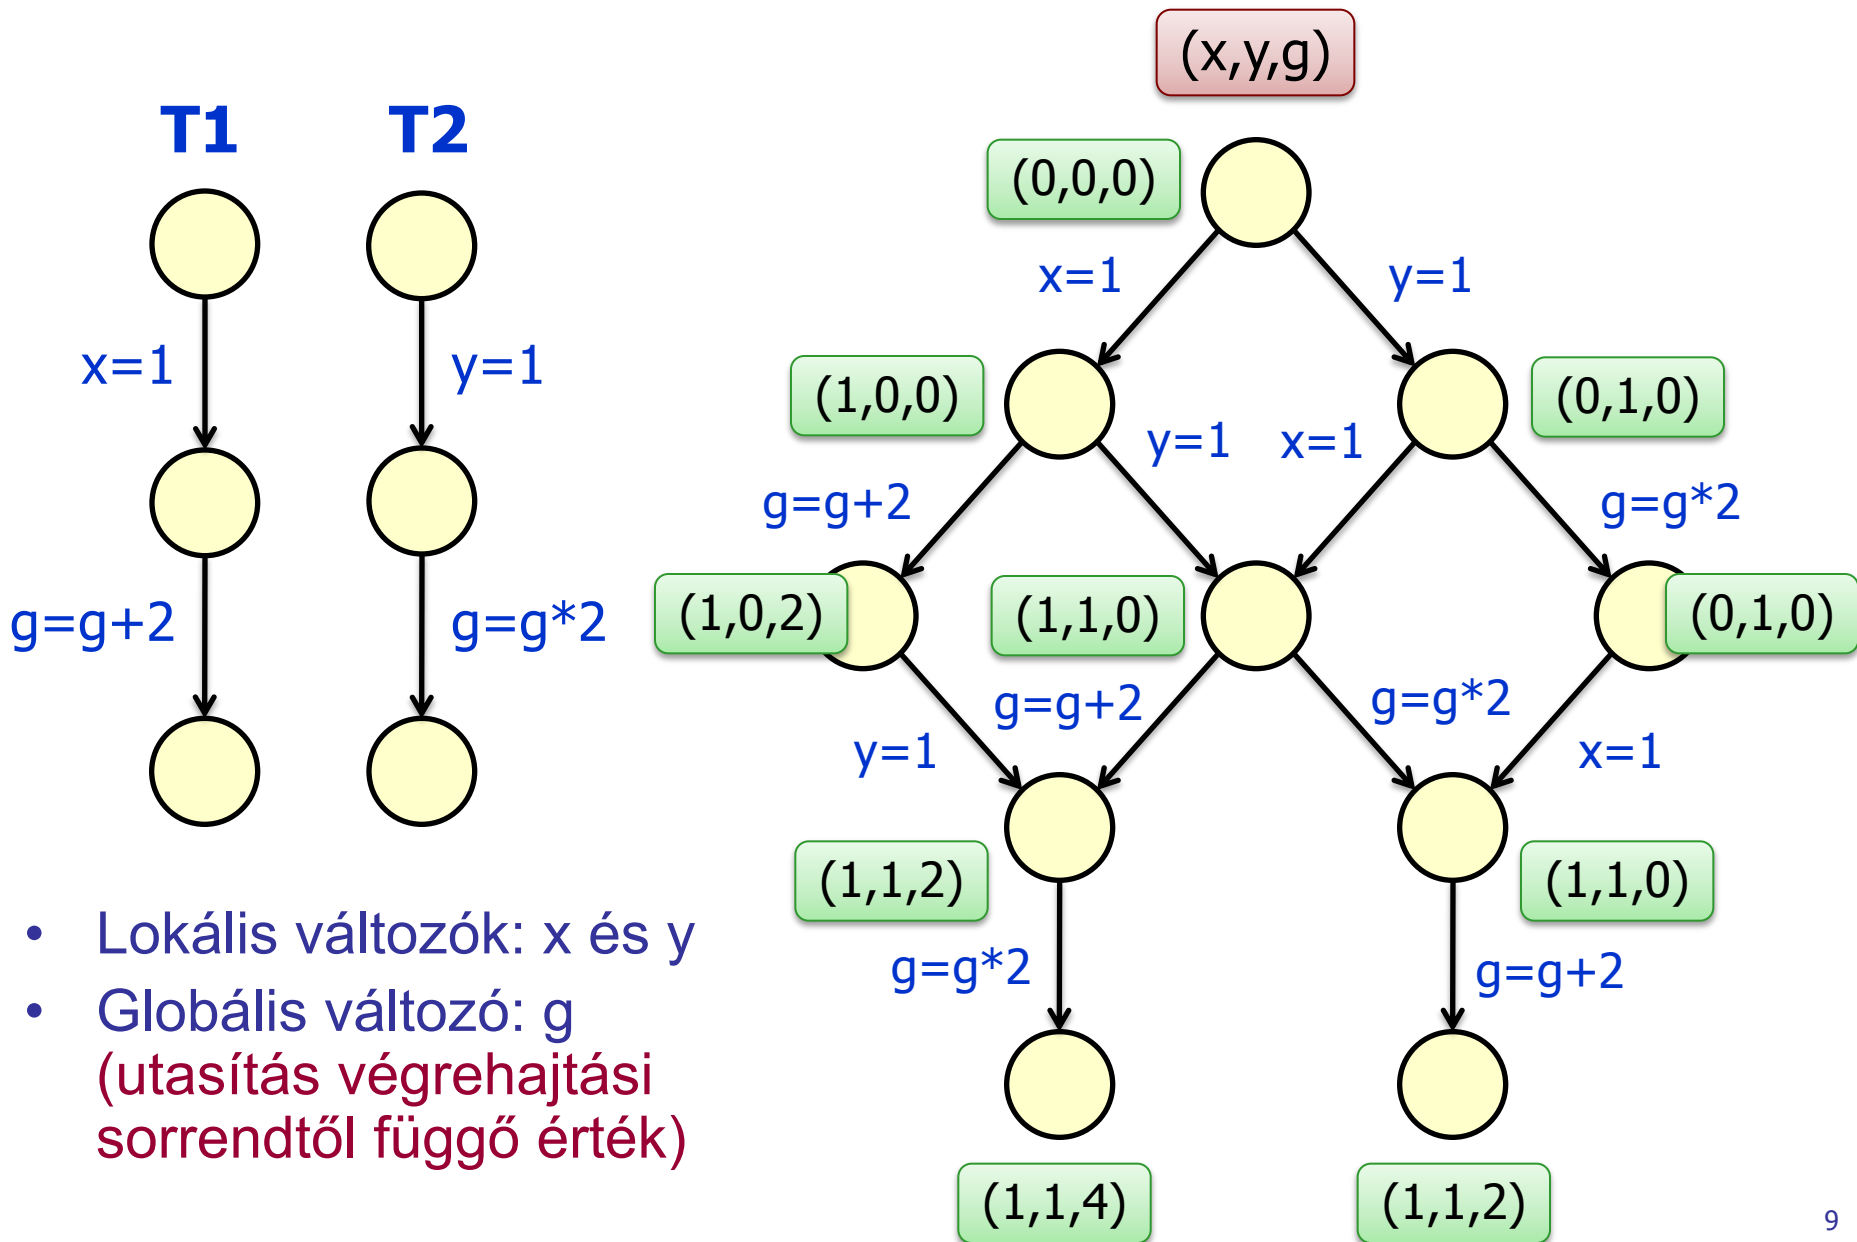 T1
T2
x=1
y=1
g=g+2
g=g*2
• Lokális változók: x és y
• Globális változó: g
(utasítás végrehajtási
sorrendtől függő érték)
(x,y,g)
(0,0,0)
x=1
y=1
(1,0,0)
(0,1,0)
g=g+2
y=1
x=1
g=g*2
(1,0,2)
(1,1,0)
(0,1,0)
y=1
g=g+2
g=g*2
x=1
(1,1,2)
(1,1,0)
g=g*2
g=g+2
(1,1,4)
(1,1,2)
9